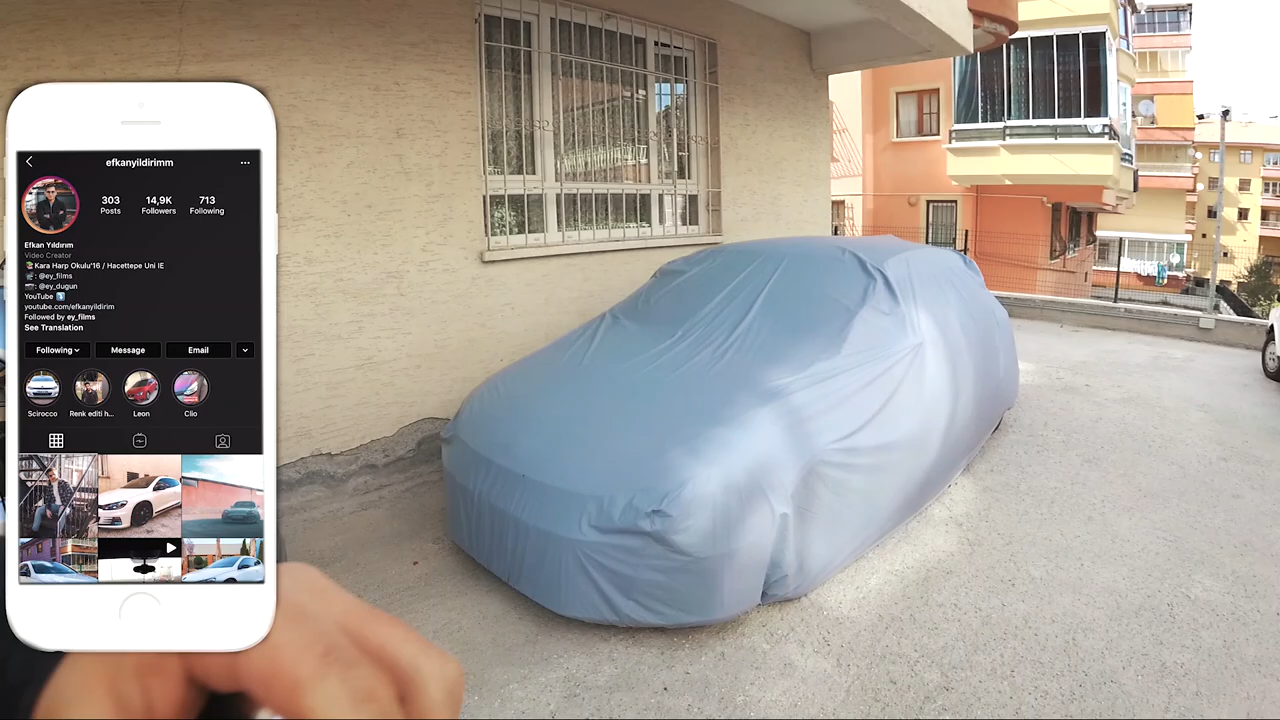 efkanyildirimm
303 14,9K 713
Posts Followers Following
Efkan Yıldırım
Video Creator
Kara Harp Okulu'16 / Hacettepe Uni IE
: @ey_films
: @ey_dugun
YouTube
youtube.com/efkanyildirim
Followed by ey_films
See Translation
Following Message Email
Scirocco Renk editi h... Leon Clio